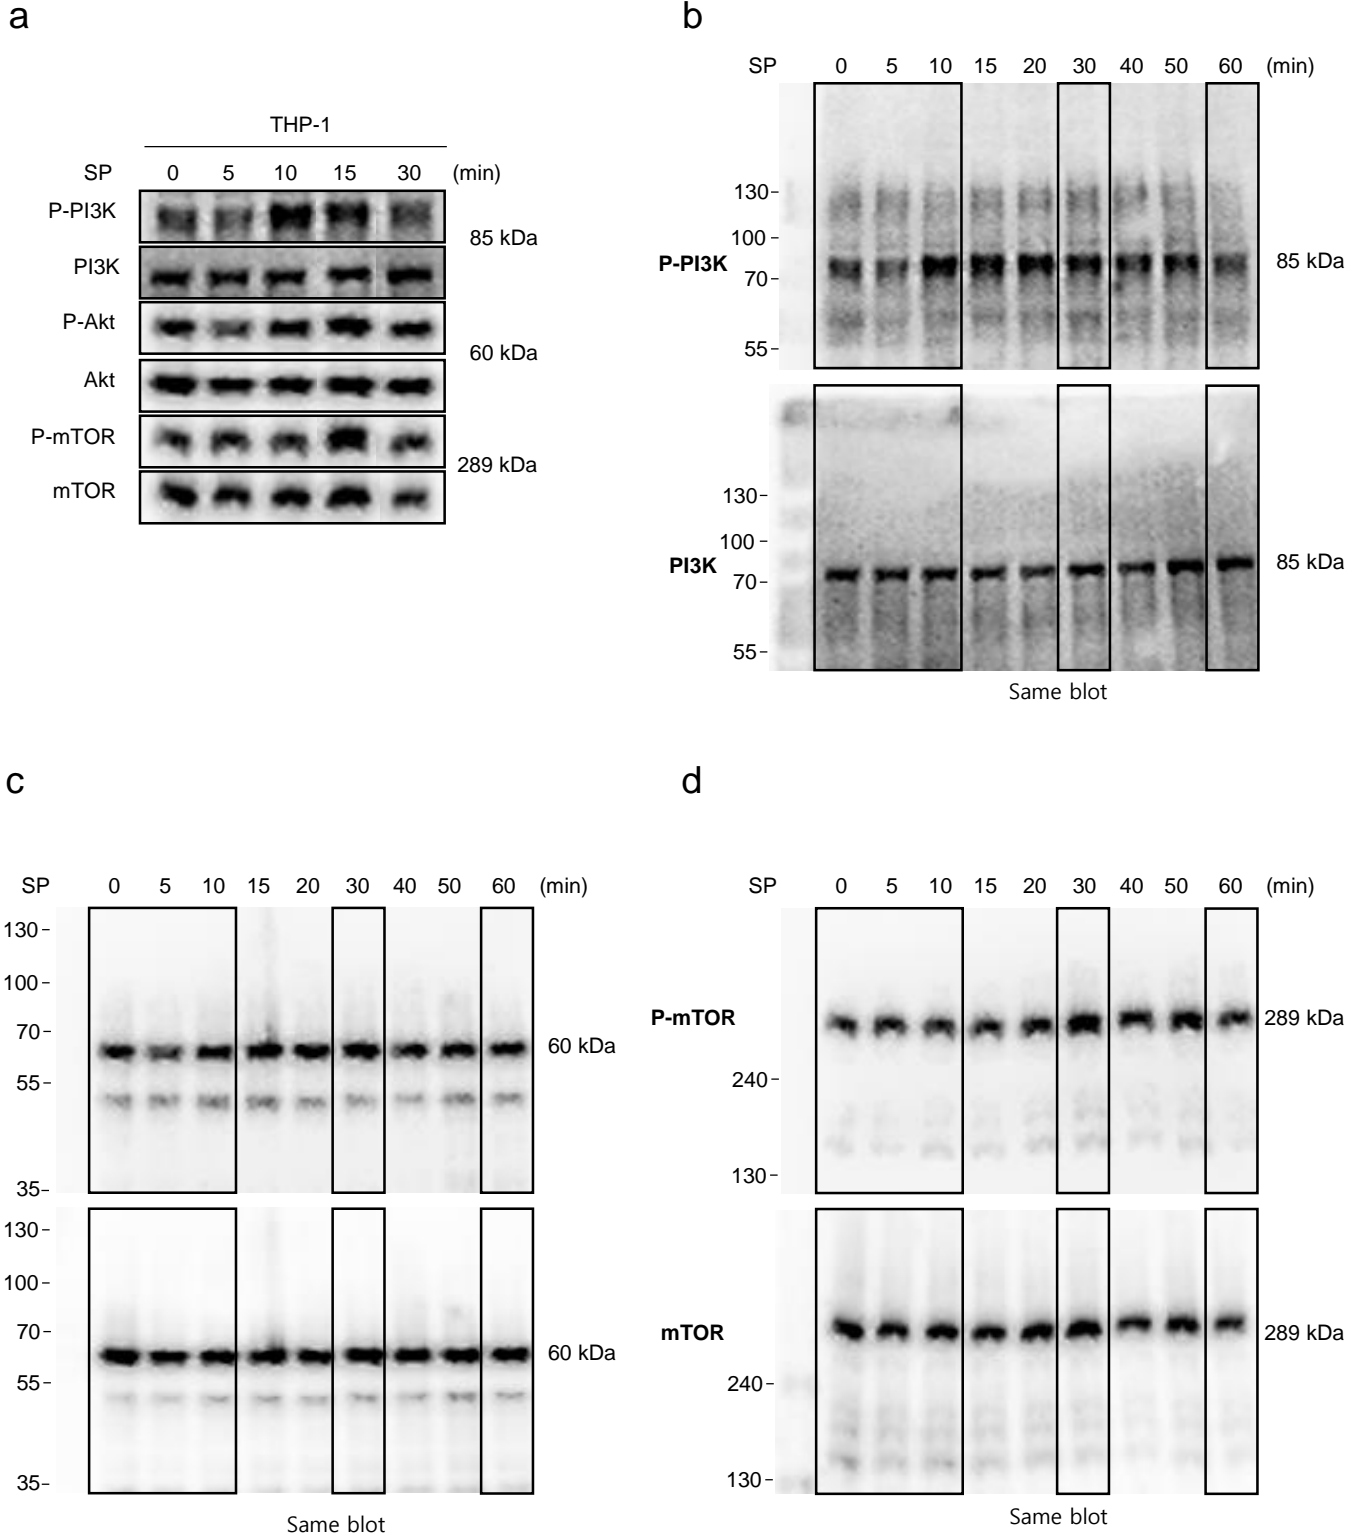 a
THP-1
SP 0 5 10 15 30 (min)
P-PI3K
85 kDa
PI3K
P-Akt
60 kDa
Akt
P-mTOR
289 kDa
mTOR
b
SP 0 5 10 15 20 30 40 50 60 (min)
130
100
P-PI3K 85 kDa
70
55
130
100
PI3K 85 kDa
70
55
Same blot
c
SP 0 5 10 15 20 30 40 50 60 (min)
130
100
70
60 kDa
55
35
130
100
70
60 kDa
55
35
Same blot
d
SP 0 5 10 15 20 30 40 50 60 (min)
P-mTOR 289 kDa
240
130
mTOR 289 kDa
240
130
Same blot